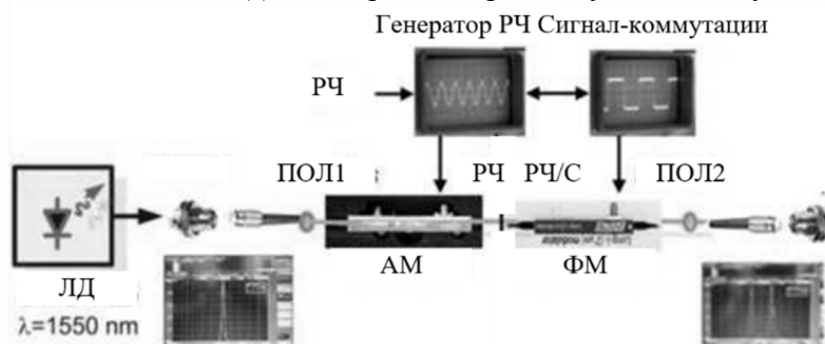 Генератор РЧ Сигнал-коммутации
РЧ
ПОЛ1 РЧ РЧ/С ПОЛ2
АМ ФМ
ЛД
λ=1550 nm